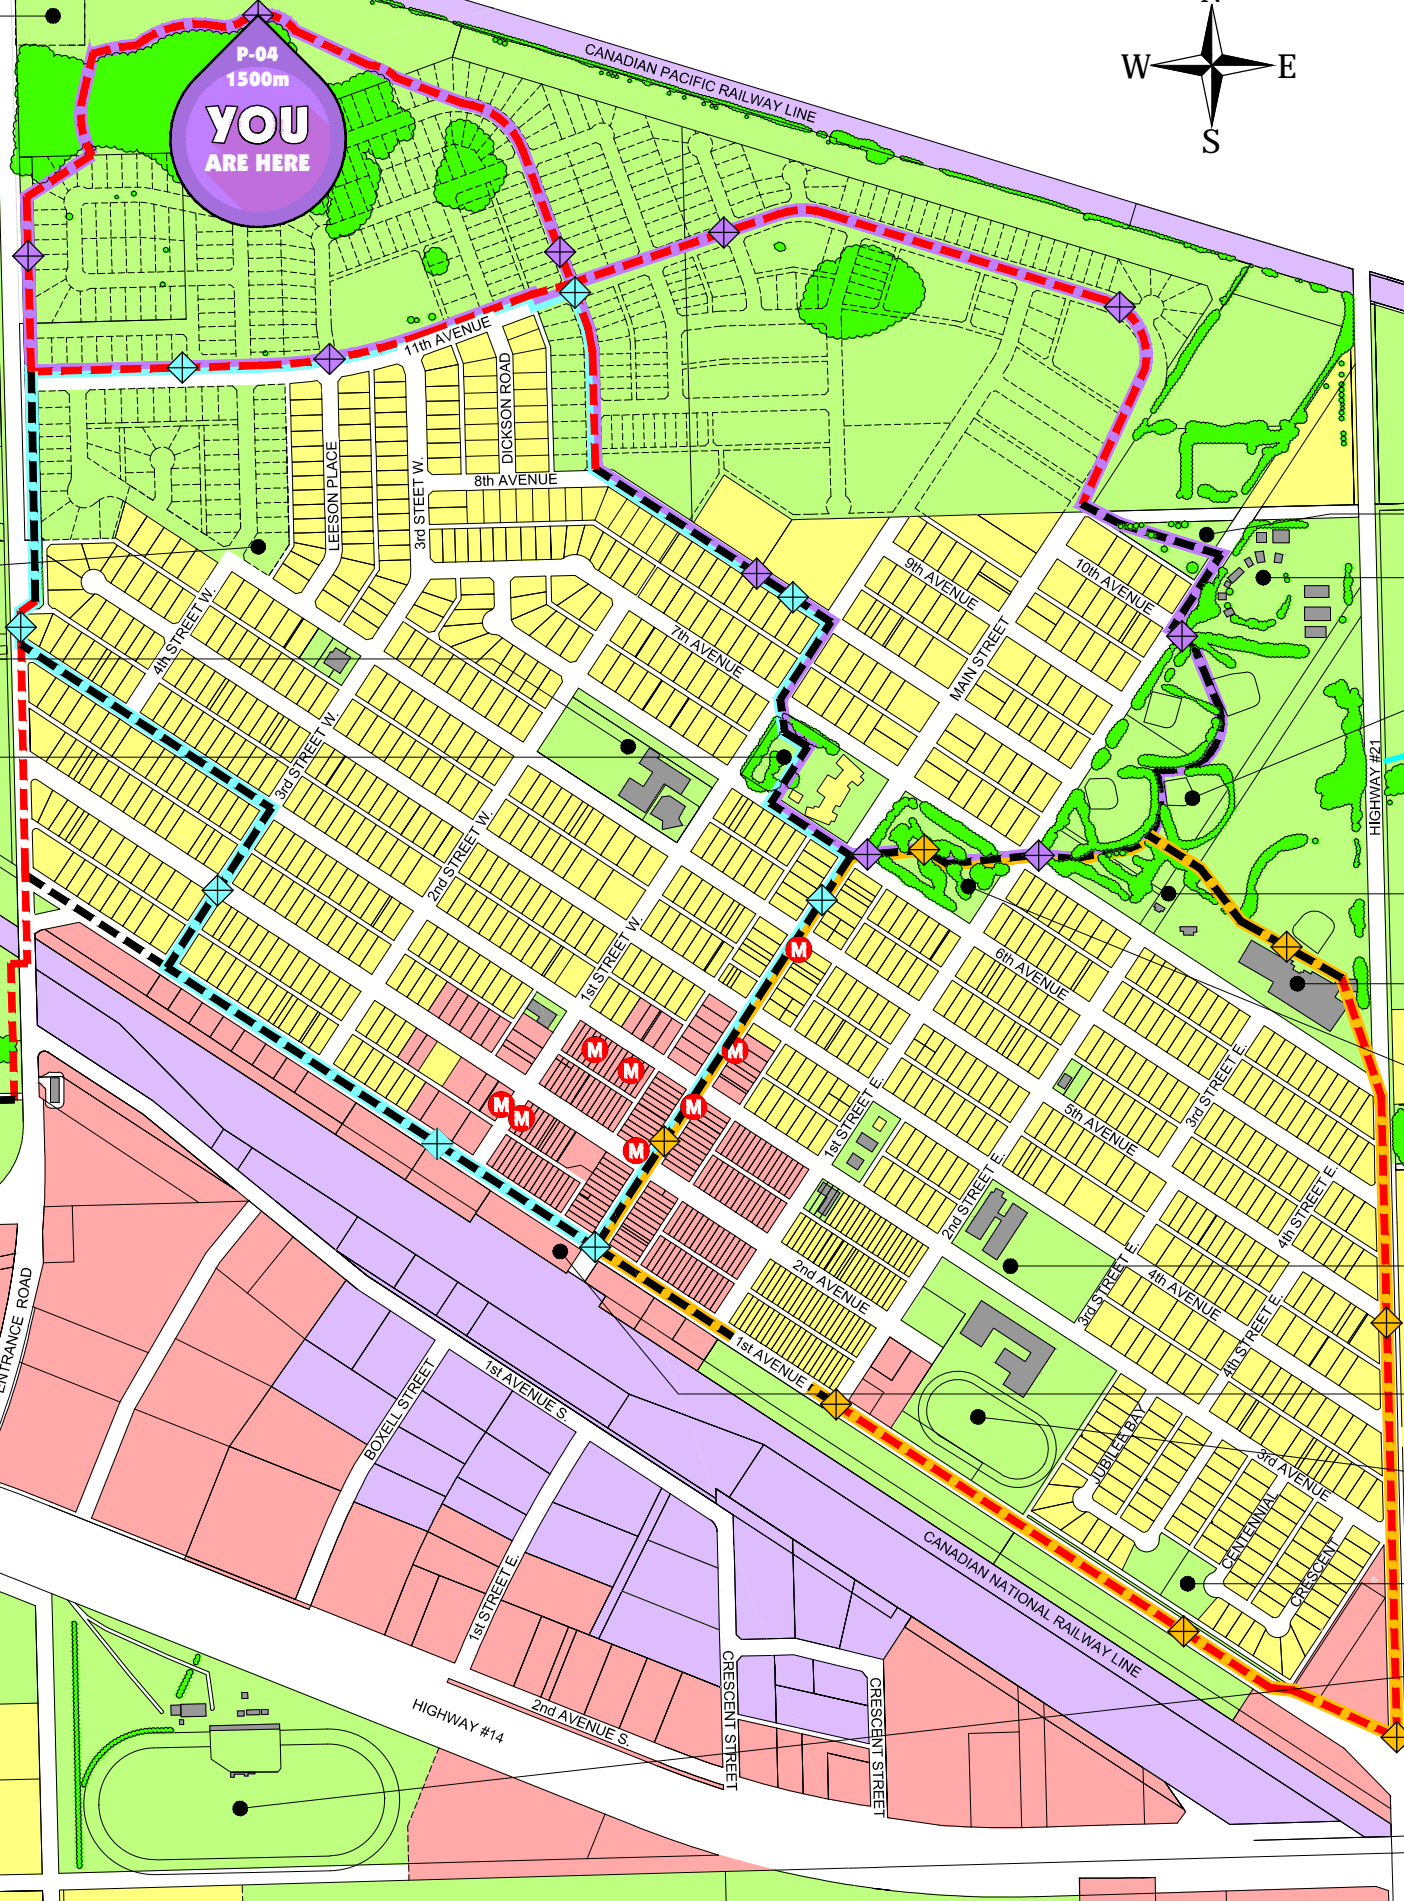 N
W
E
S
CANADIAN PACIFIC RAILWAY LINE
P-04
1500m
YOU
ARE HERE
11th AVENUE
DICKSON ROAD
LEESON PLACE
3rd STEET W.
8th AVENUE
9th AVENUE
10th AVENUE
4th STREET W.
7th AVENUE
MAIN STREET
3rd STREET W.
HIGHWAY #21
2nd STREET W.
1st STREET W.
M
6th AVENUE
M
M
M
M
M
M
M
1st STREET E.
5th AVENUE
3rd STREET E.
2nd STREET E.
4th STREET E.
2nd AVENUE
3rd STREET E.
4th AVENUE
4th STREET E.
ENTRANCE ROAD
1st AVENUE
1st AVENUE S.
BOXELL STREET
JUBILEE BAY
3rd AVENUE
CENTENNIAL
CRESCENT
CANADIAN NATIONAL RAILWAY LINE
1st STREET E.
CRESCENT STREET
CRESCENT STREET
2nd AVENUE S.
HIGHWAY #14